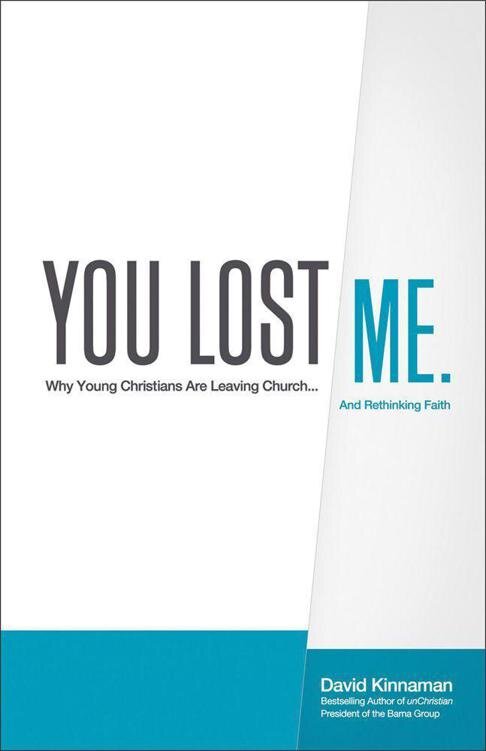 YOU LOST
ME.
Why Young Christians Are Leaving Church...
And Rethinking Faith
David Kinnaman
Bestselling Author of unChristian
President of the Barna Group